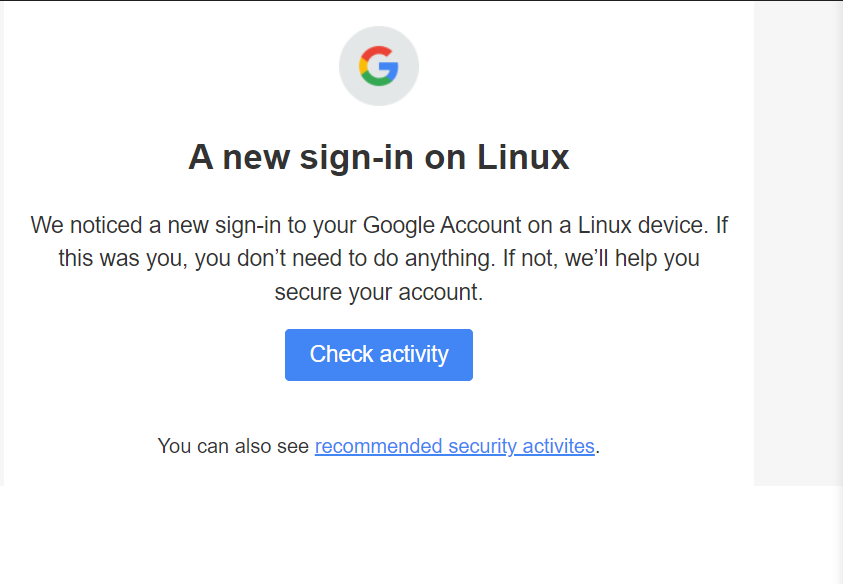 A new sign-in on Linux
We noticed a new sign-in to your Google Account on a Linux device. If
this was you, you don’t need to do anything. If not, we’ll help you
secure your account.
Check activity
You can also see recommended security activites.